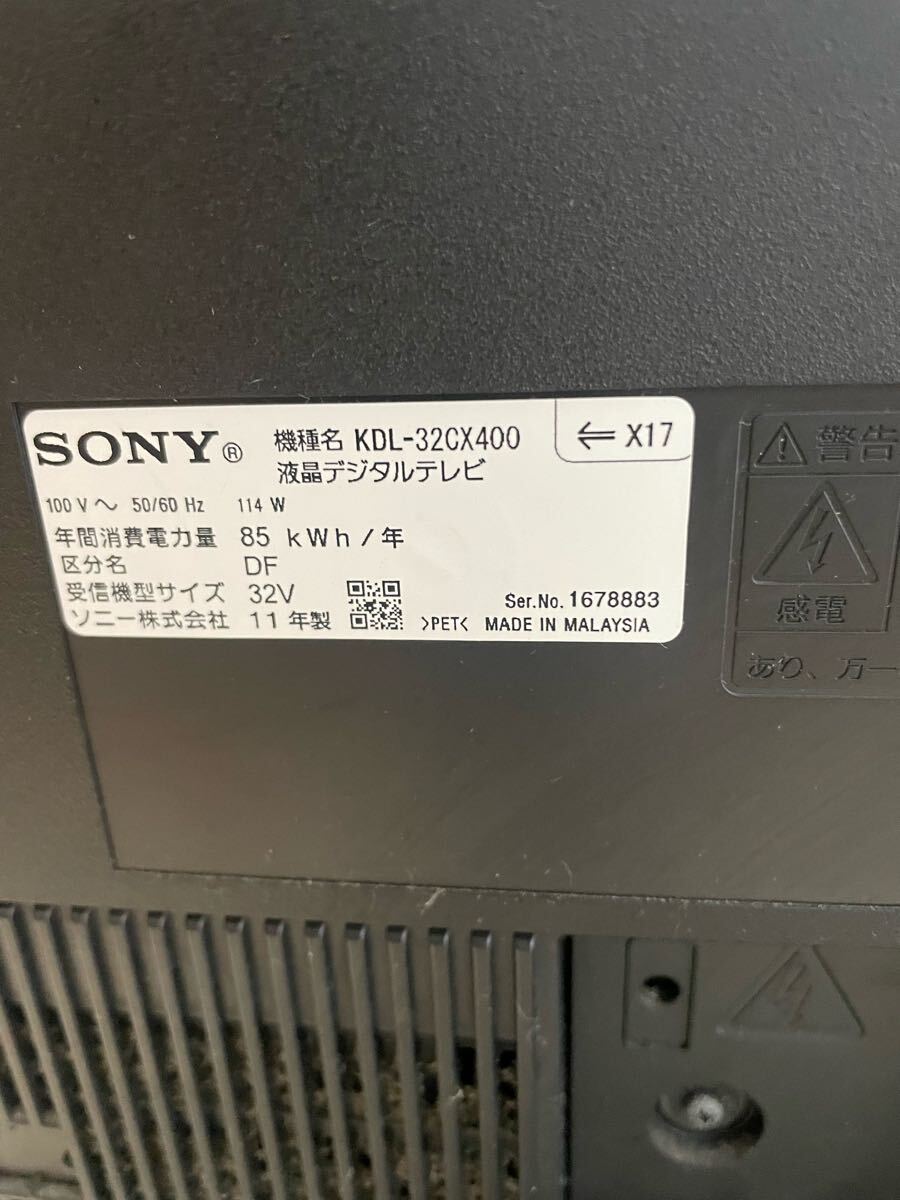 SONY® 機種名 KDL-32CX400 ⇐ X17
液晶デジタルテレビ
100 V ～ 50/60 Hz 114 W
年間消費電力量 85 kWh/年
区分名 DF
受信機型サイズ 32V
ソニー株式会社 11年製 >PET< MADE IN MALAYSIA
Ser.No. 1678883
警告
感電
あり、万一